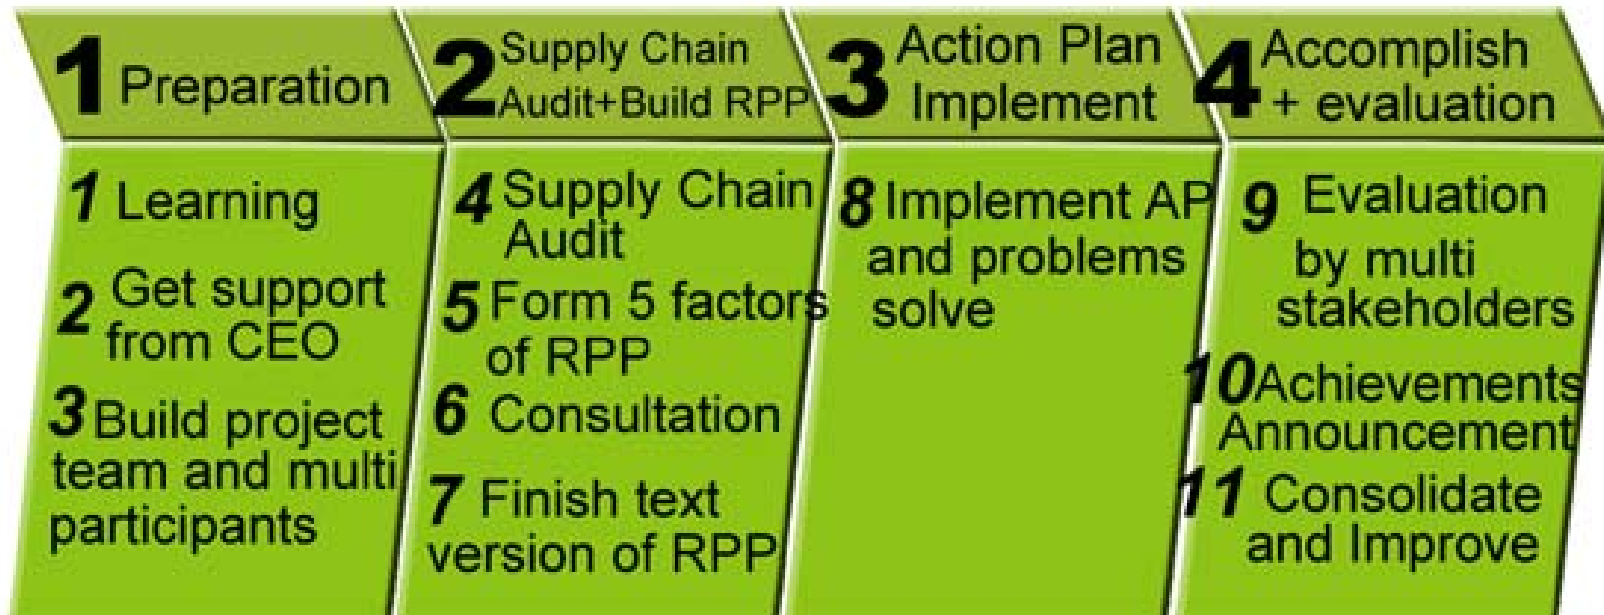 1 Preparation
2 Supply Chain
Audit+Build RPP
3 Action Plan
Implement
4 Accomplish
+ evaluation
1 Learning
2 Get support
from CEO
3 Build project
team and multi
participants
4 Supply Chain
Audit
5 Form 5 factors
of RPP
6 Consultation
7 Finish text
version of RPP
8 Implement AP
and problems
solve
9 Evaluation
by multi
stakeholders
10 Achievements
Announcement
11 Consolidate
and Improve